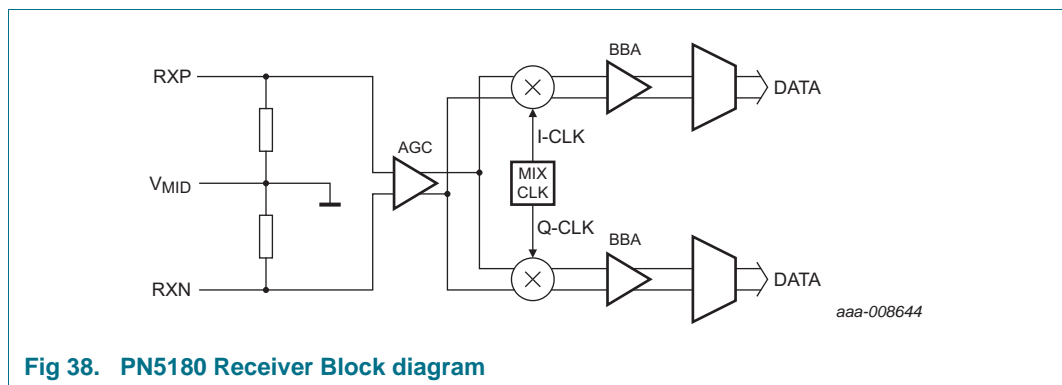 BBA
RXP
DATA
I-CLK
AGC
VMID
MIX
CLK
Q-CLK
BBA
RXN
DATA
aaa-008644
Fig 38. PN5180 Receiver Block diagram